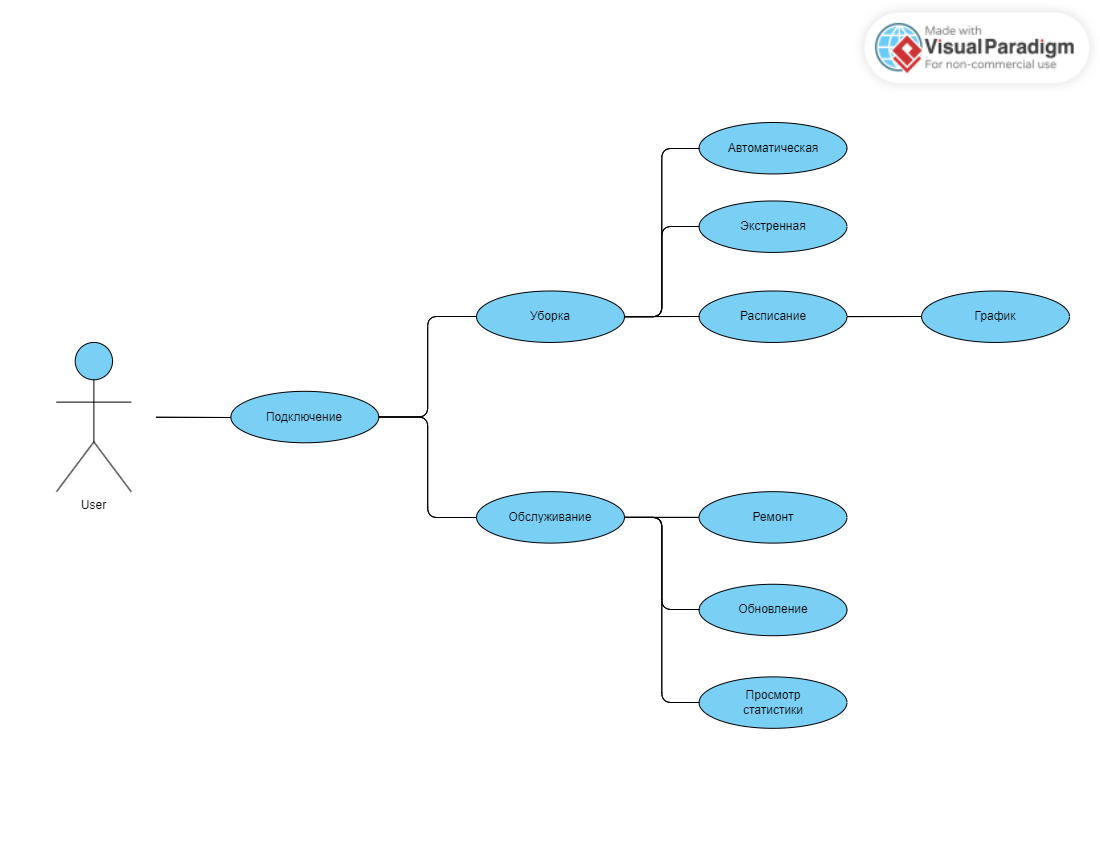 Made with
Visual Paradigm
For non-commercial use
Автоматическая
Экстренная
Уборка
Расписание
График
Подключение
User
Обслуживание
Ремонт
Обновление
Просмотр
статистики